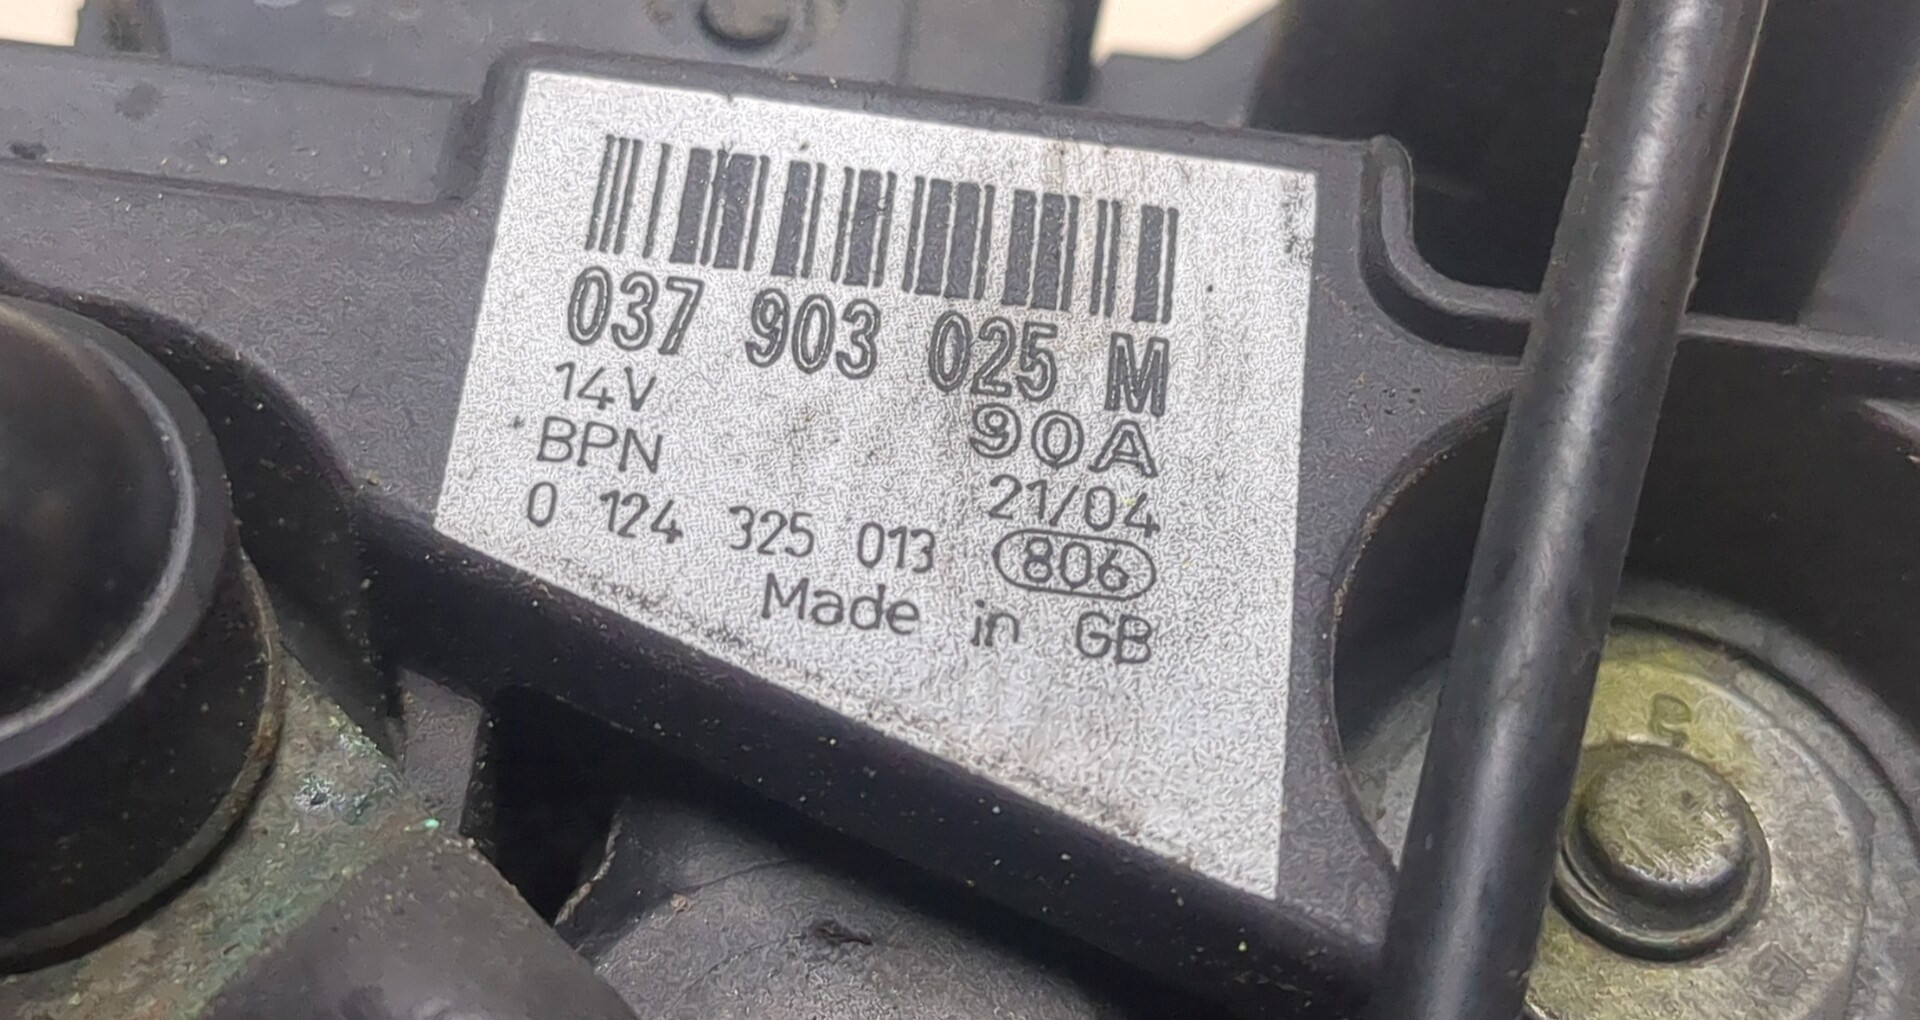 037 903 025 M
14V 90A
BPN 21/04
0 124 325 013 806
Made in GB